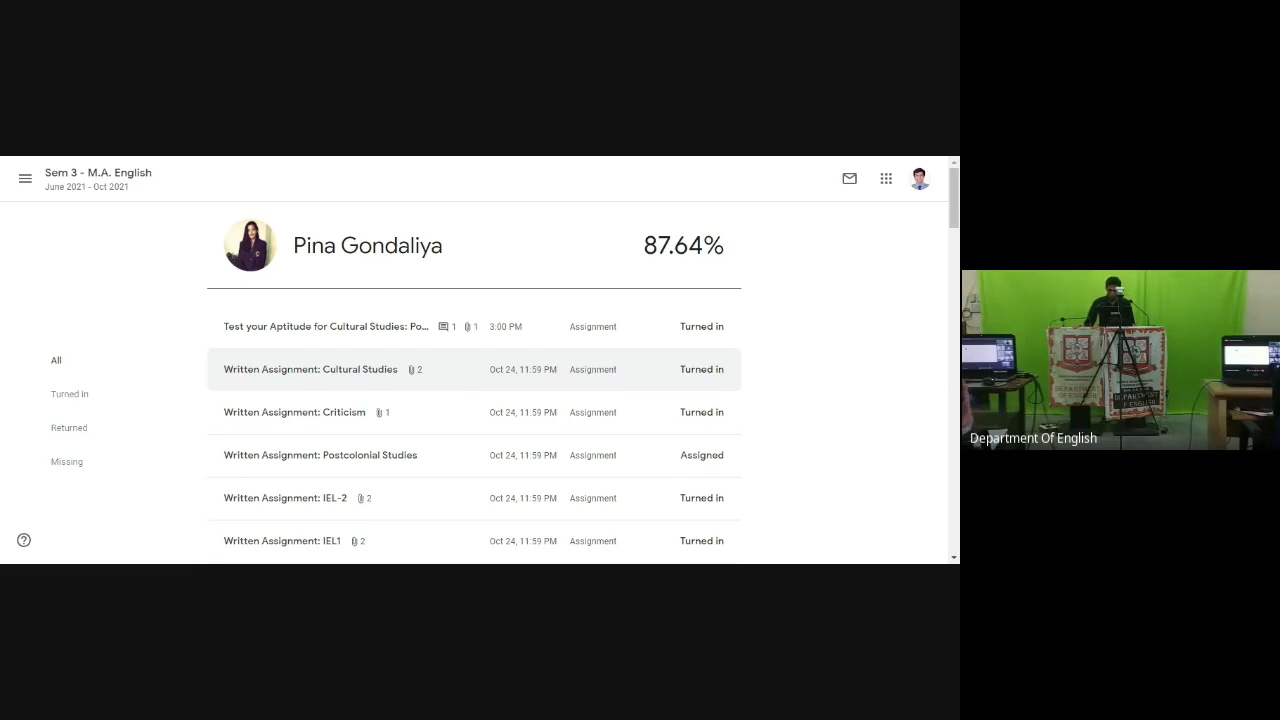 Sem 3 - M.A. English
June 2021 - Oct 2021
Pina Gondaliya 87.64%
Test your Aptitude for Cultural Studies: Po... 1 1 3:00 PM Assignment Turned in
All
Written Assignment: Cultural Studies 2 Oct 24, 11:59 PM Assignment Turned in
Turned in
Written Assignment: Criticism 1 Oct 24, 11:59 PM Assignment Turned in
Returned
Written Assignment: Postcolonial Studies Oct 24, 11:59 PM Assignment Assigned
Missing
Written Assignment: IEL-2 2 Oct 24, 11:59 PM Assignment Turned in
Written Assignment: IEL1 2 Oct 24, 11:59 PM Assignment Turned in
DEPARTMENT
DEPARTMENT
Department Of English